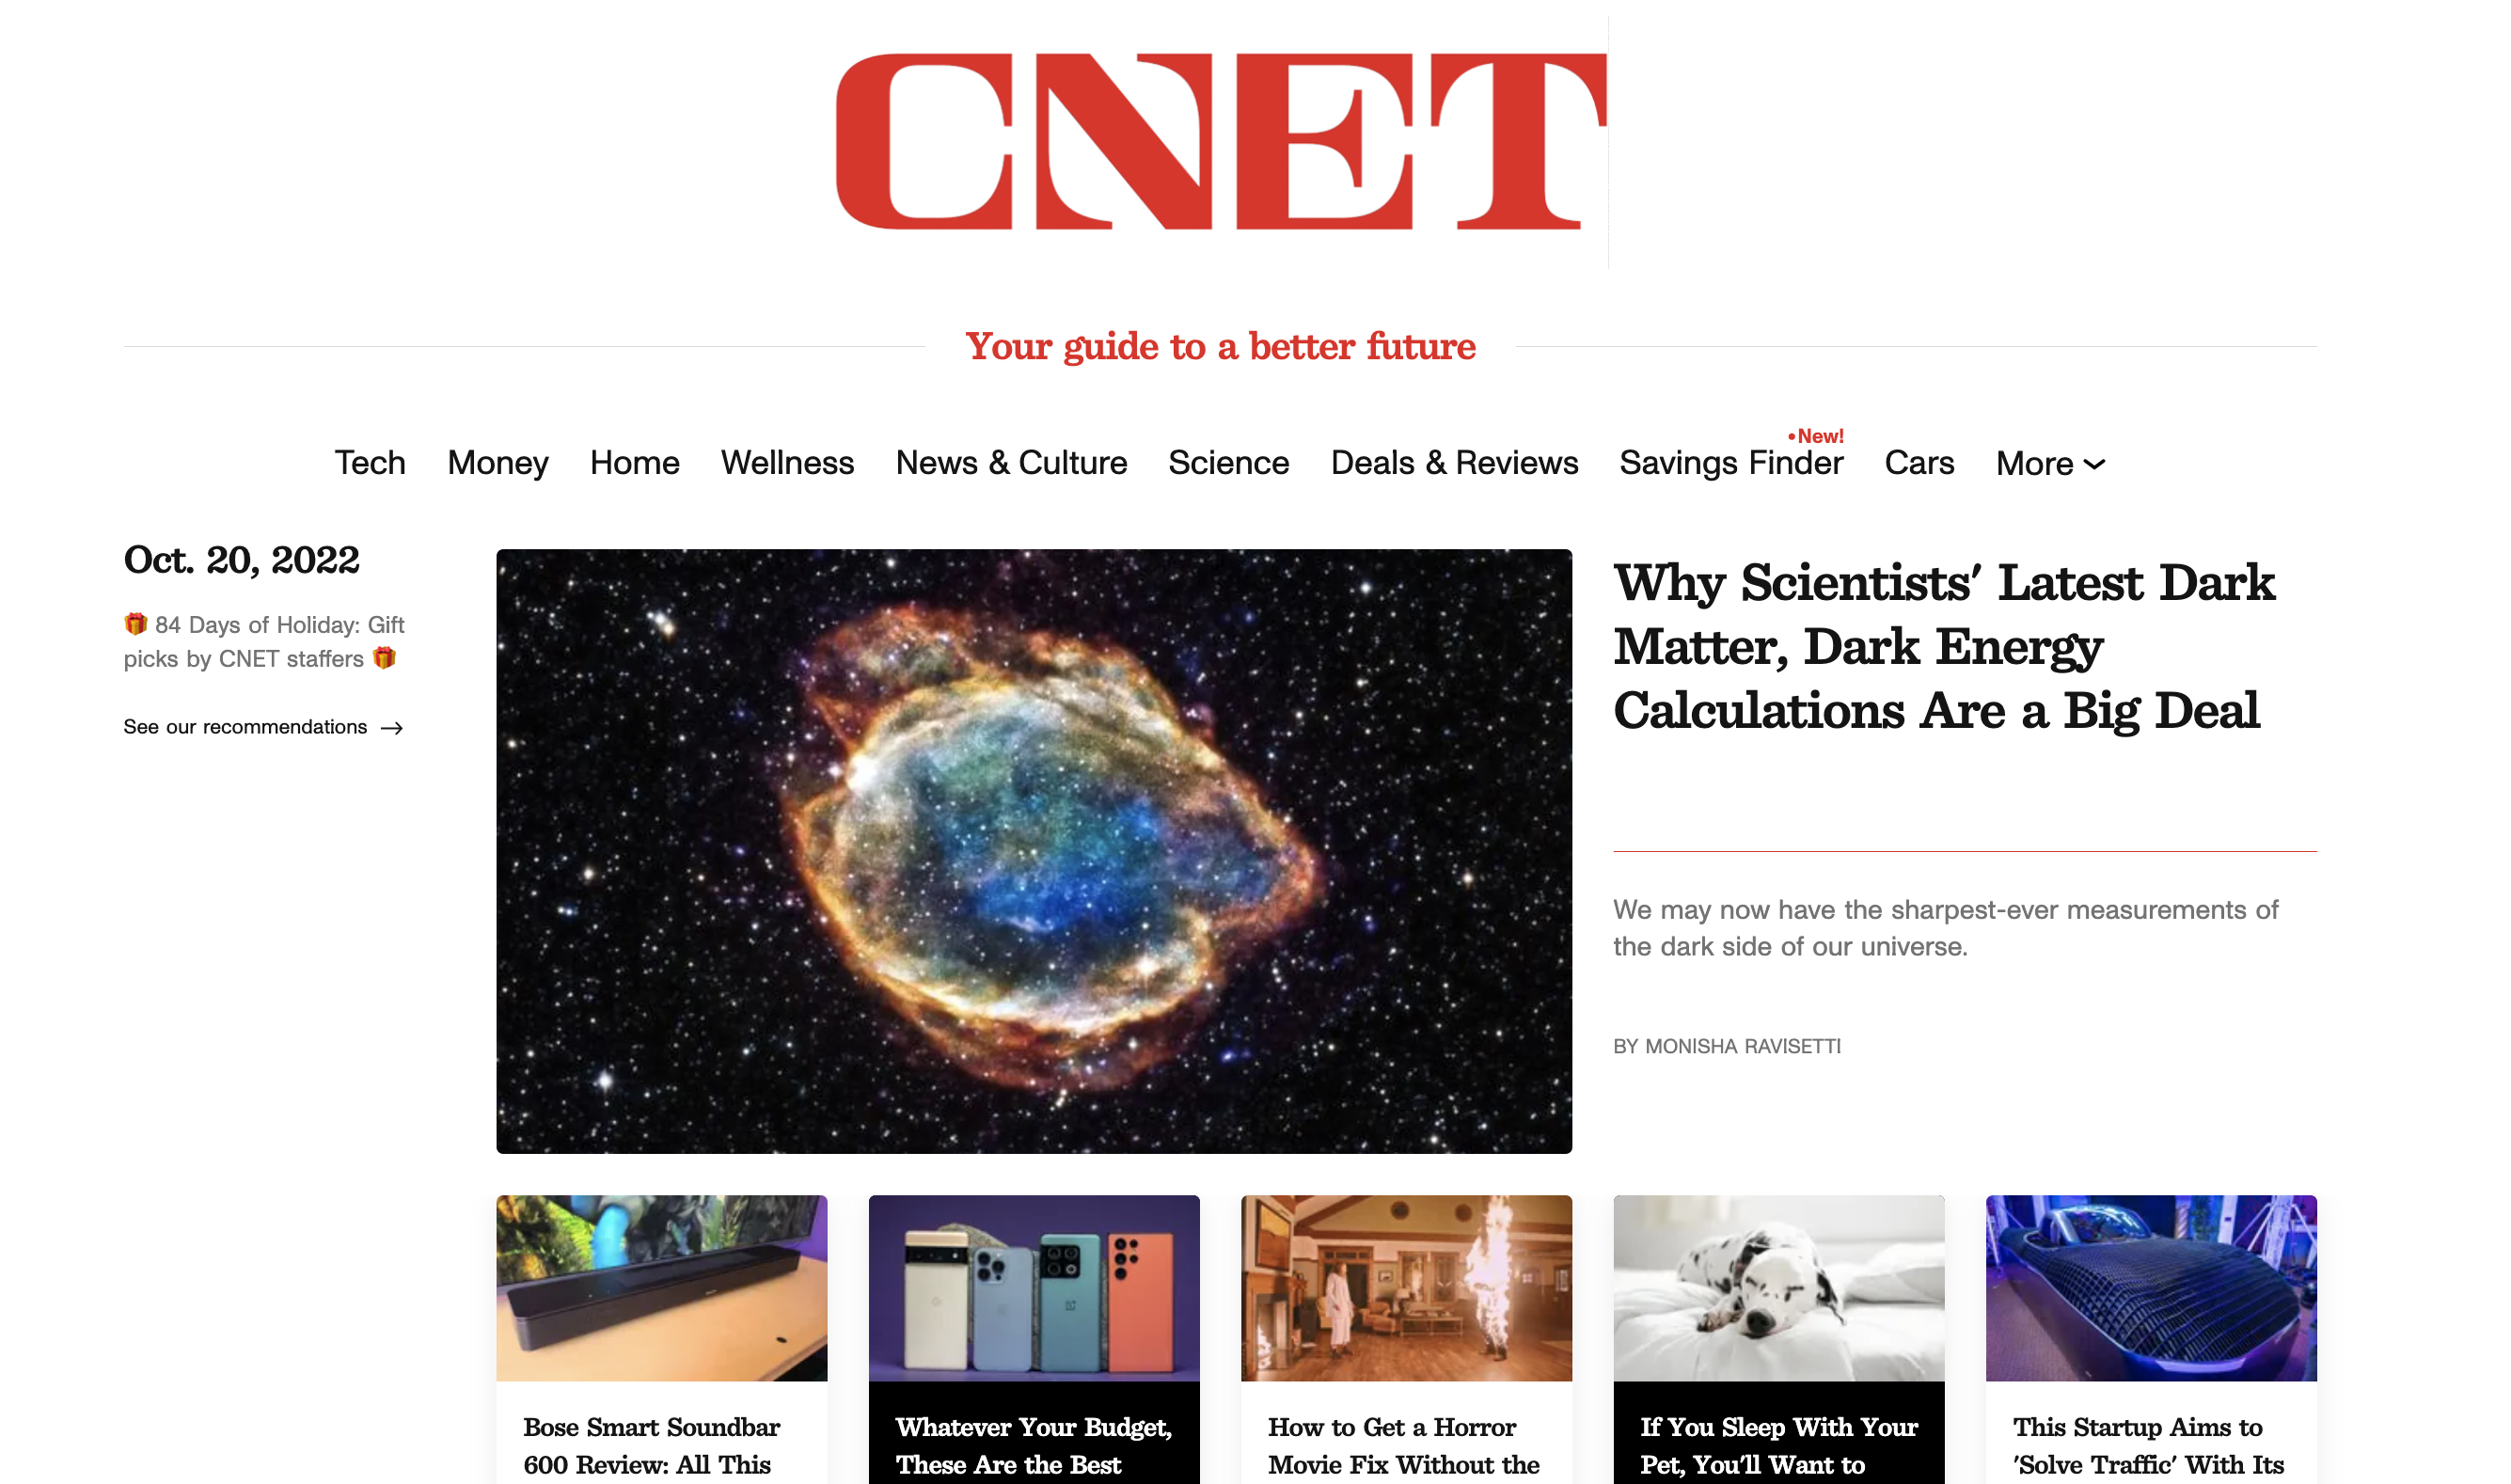 CNET
Your guide to a better future
•New!
Tech Money Home Wellness News & Culture Science Deals & Reviews Savings Finder Cars More
Oct. 20, 2022
🎁 84 Days of Holiday: Gift
picks by CNET staffers 🎁
See our recommendations →
Why Scientists' Latest Dark
Matter, Dark Energy
Calculations Are a Big Deal
We may now have the sharpest-ever measurements of
the dark side of our universe.
BY MONISHA RAVISETTI
Bose Smart Soundbar
600 Review: All This
Whatever Your Budget,
These Are the Best
How to Get a Horror
Movie Fix Without the
If You Sleep With Your
Pet, You'll Want to
This Startup Aims to
'Solve Traffic' With Its